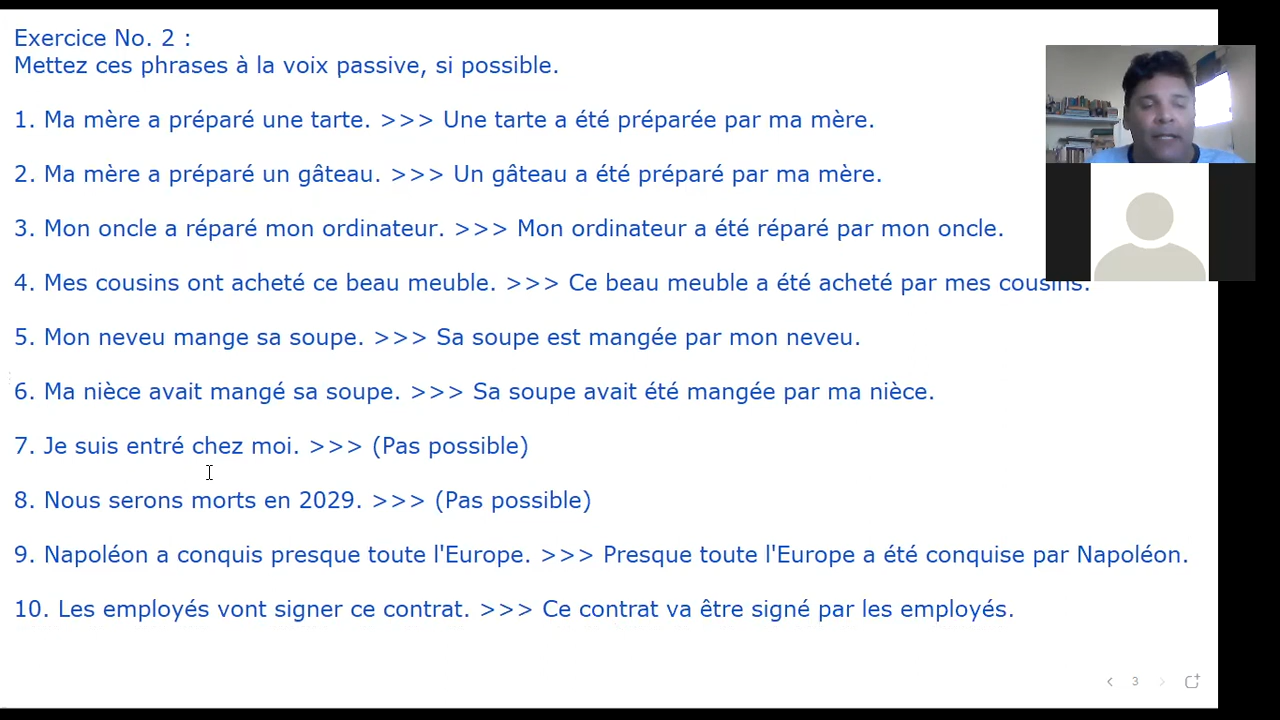 Exercice No. 2 :
Mettez ces phrases à la voix passive, si possible.
1. Ma mère a préparé une tarte. >>> Une tarte a été préparée par ma mère.
2. Ma mère a préparé un gâteau. >>> Un gâteau a été préparé par ma mère.
3. Mon oncle a réparé mon ordinateur. >>> Mon ordinateur a été réparé par mon oncle.
4. Mes cousins ont acheté ce beau meuble. >>> Ce beau meuble a été acheté par mes cousins.
5. Mon neveu mange sa soupe. >>> Sa soupe est mangée par mon neveu.
6. Ma nièce avait mangé sa soupe. >>> Sa soupe avait été mangée par ma nièce.
7. Je suis entré chez moi. >>> (Pas possible)
8. Nous serons morts en 2029. >>> (Pas possible)
9. Napoléon a conquis presque toute l'Europe. >>> Presque toute l'Europe a été conquise par Napoléon.
10. Les employés vont signer ce contrat. >>> Ce contrat va être signé par les employés.
3